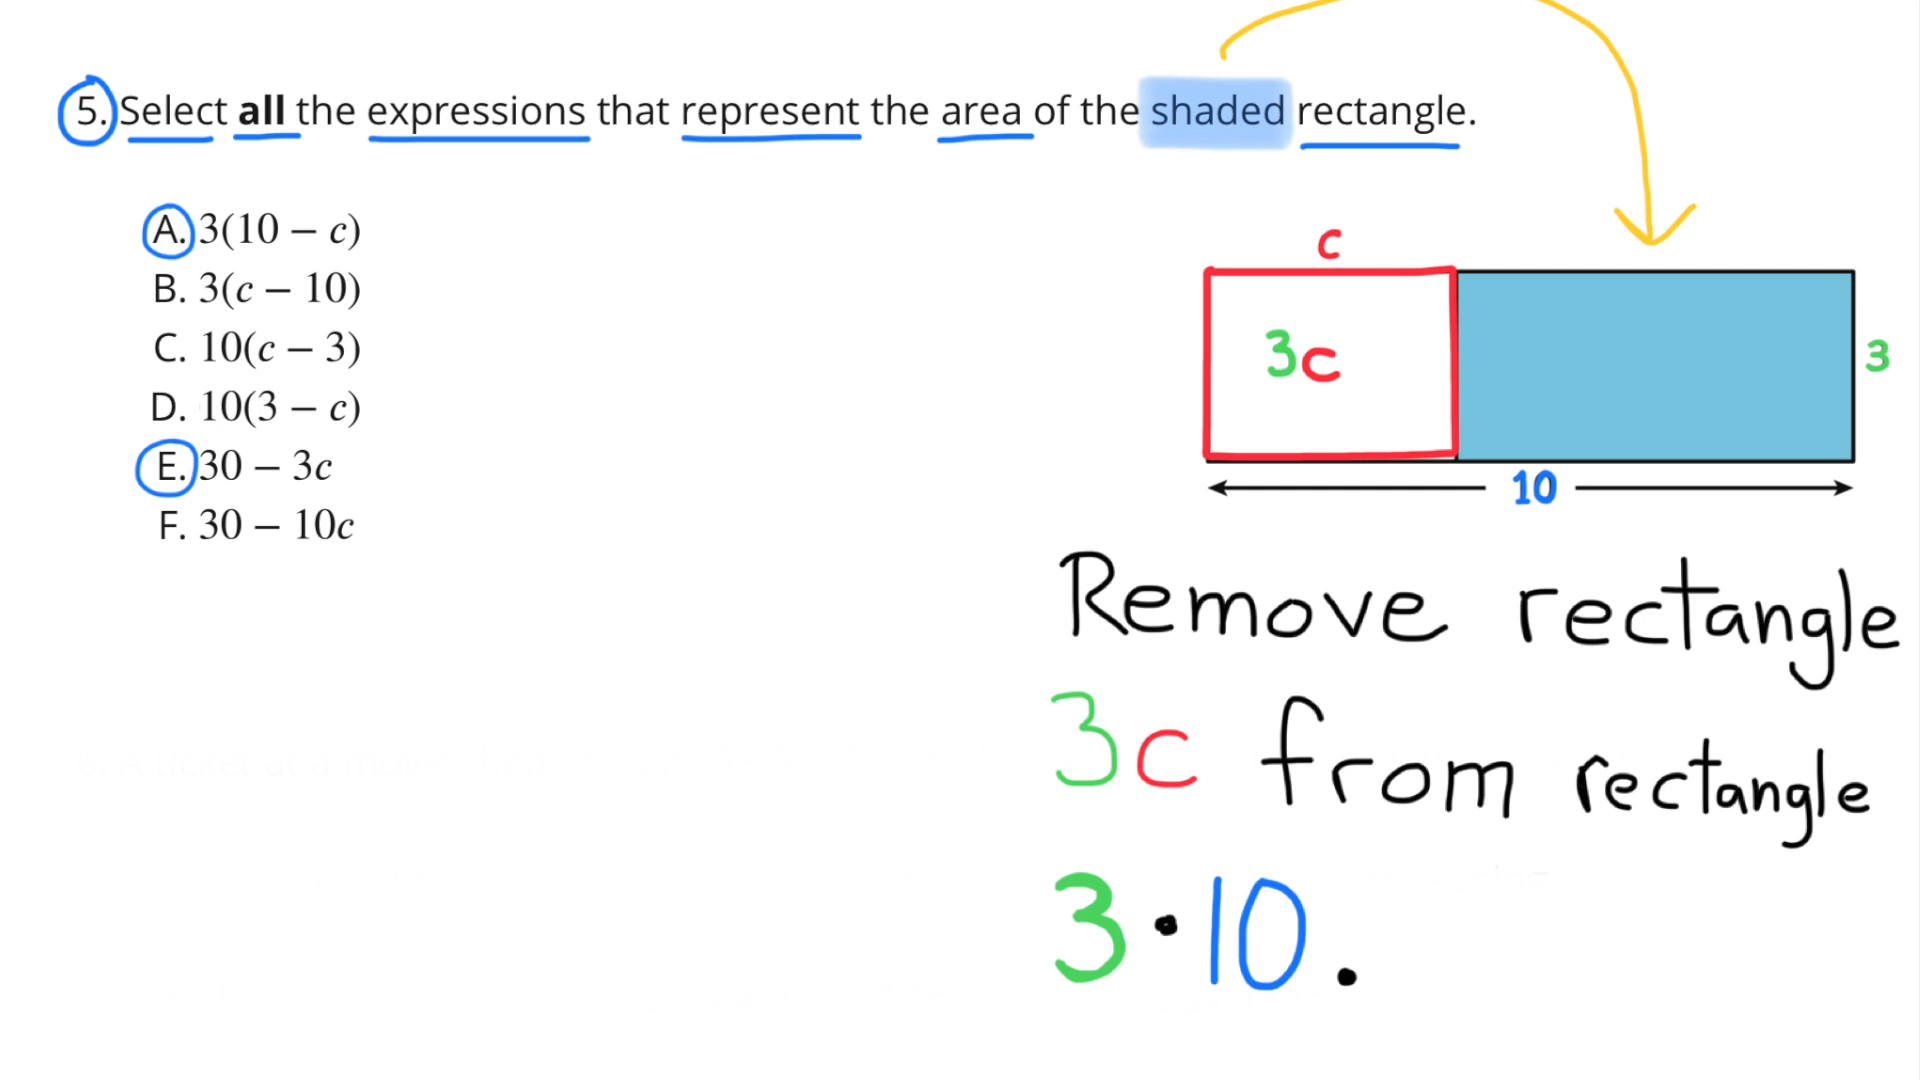 5. Select all the expressions that represent the area of the shaded rectangle.
A. 3(10 – c)
B. 3(c – 10)
C. 10(c – 3)
D. 10(3 – c)
E. 30 – 3c
F. 30 – 10c
c
3c
3
10
Remove rectangle
3c from rectangle
3 · 10.